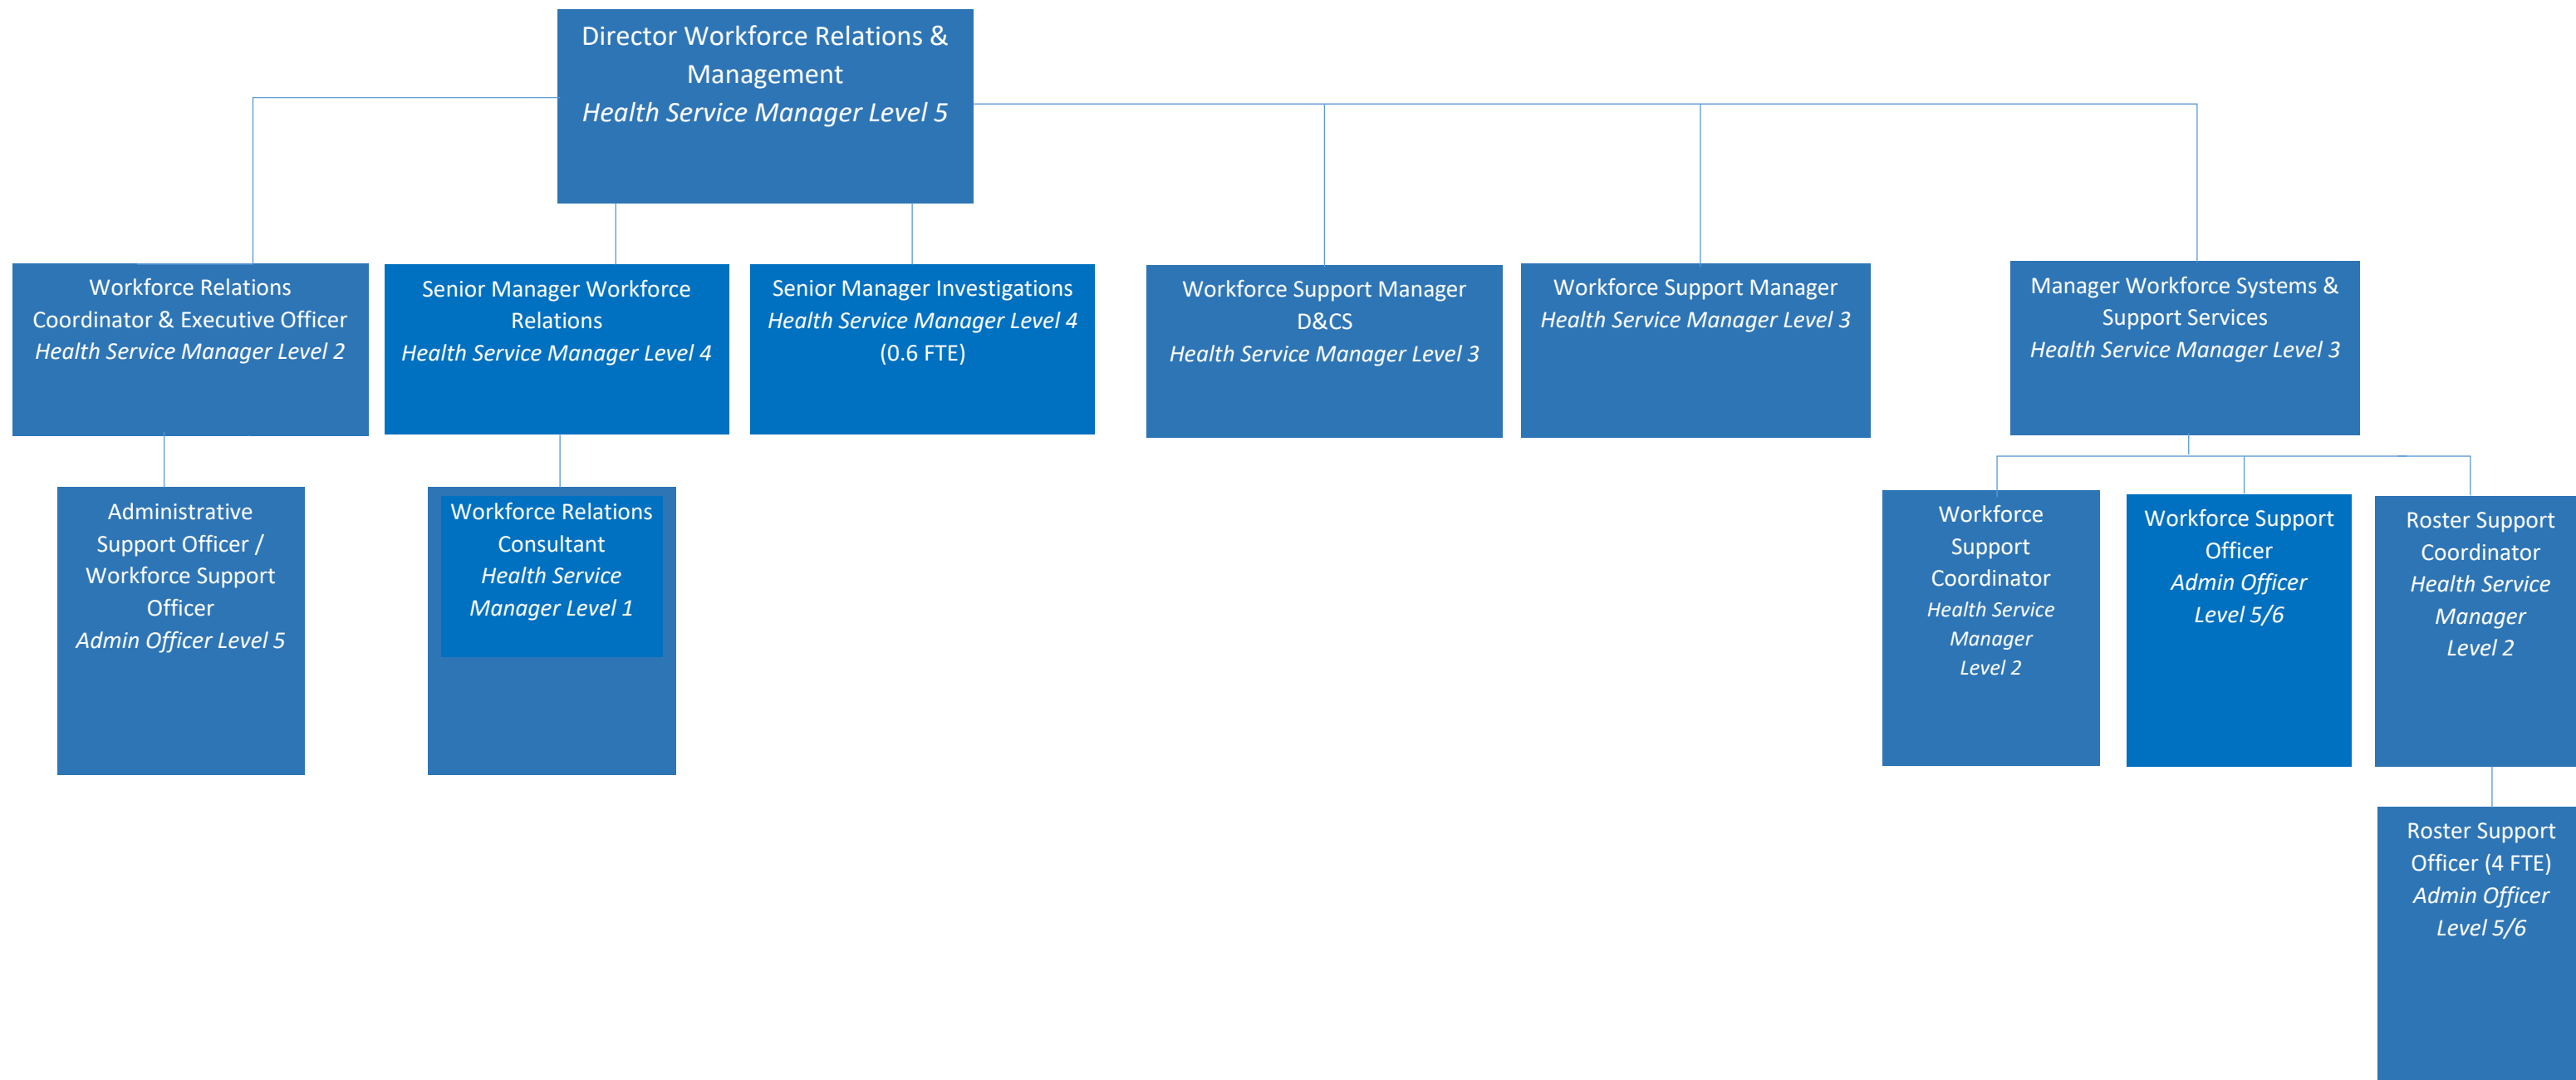 Director Workforce Relations &
Management
Health Service Manager Level 5
Workforce Relations
Coordinator & Executive Officer
Health Service Manager Level 2
Senior Manager Workforce
Relations
Health Service Manager Level 4
Senior Manager Investigations
Health Service Manager Level 4
(0.6 FTE)
Workforce Support Manager
D&CS
Health Service Manager Level 3
Workforce Support Manager
Health Service Manager Level 3
Manager Workforce Systems &
Support Services
Health Service Manager Level 3
Administrative
Support Officer /
Workforce Support
Officer
Admin Officer Level 5
Workforce Relations
Consultant
Health Service
Manager Level 1
Workforce
Support
Coordinator
Health Service
Manager
Level 2
Workforce Support
Officer
Admin Officer
Level 5/6
Roster Support
Coordinator
Health Service
Manager
Level 2
Roster Support
Officer (4 FTE)
Admin Officer
Level 5/6